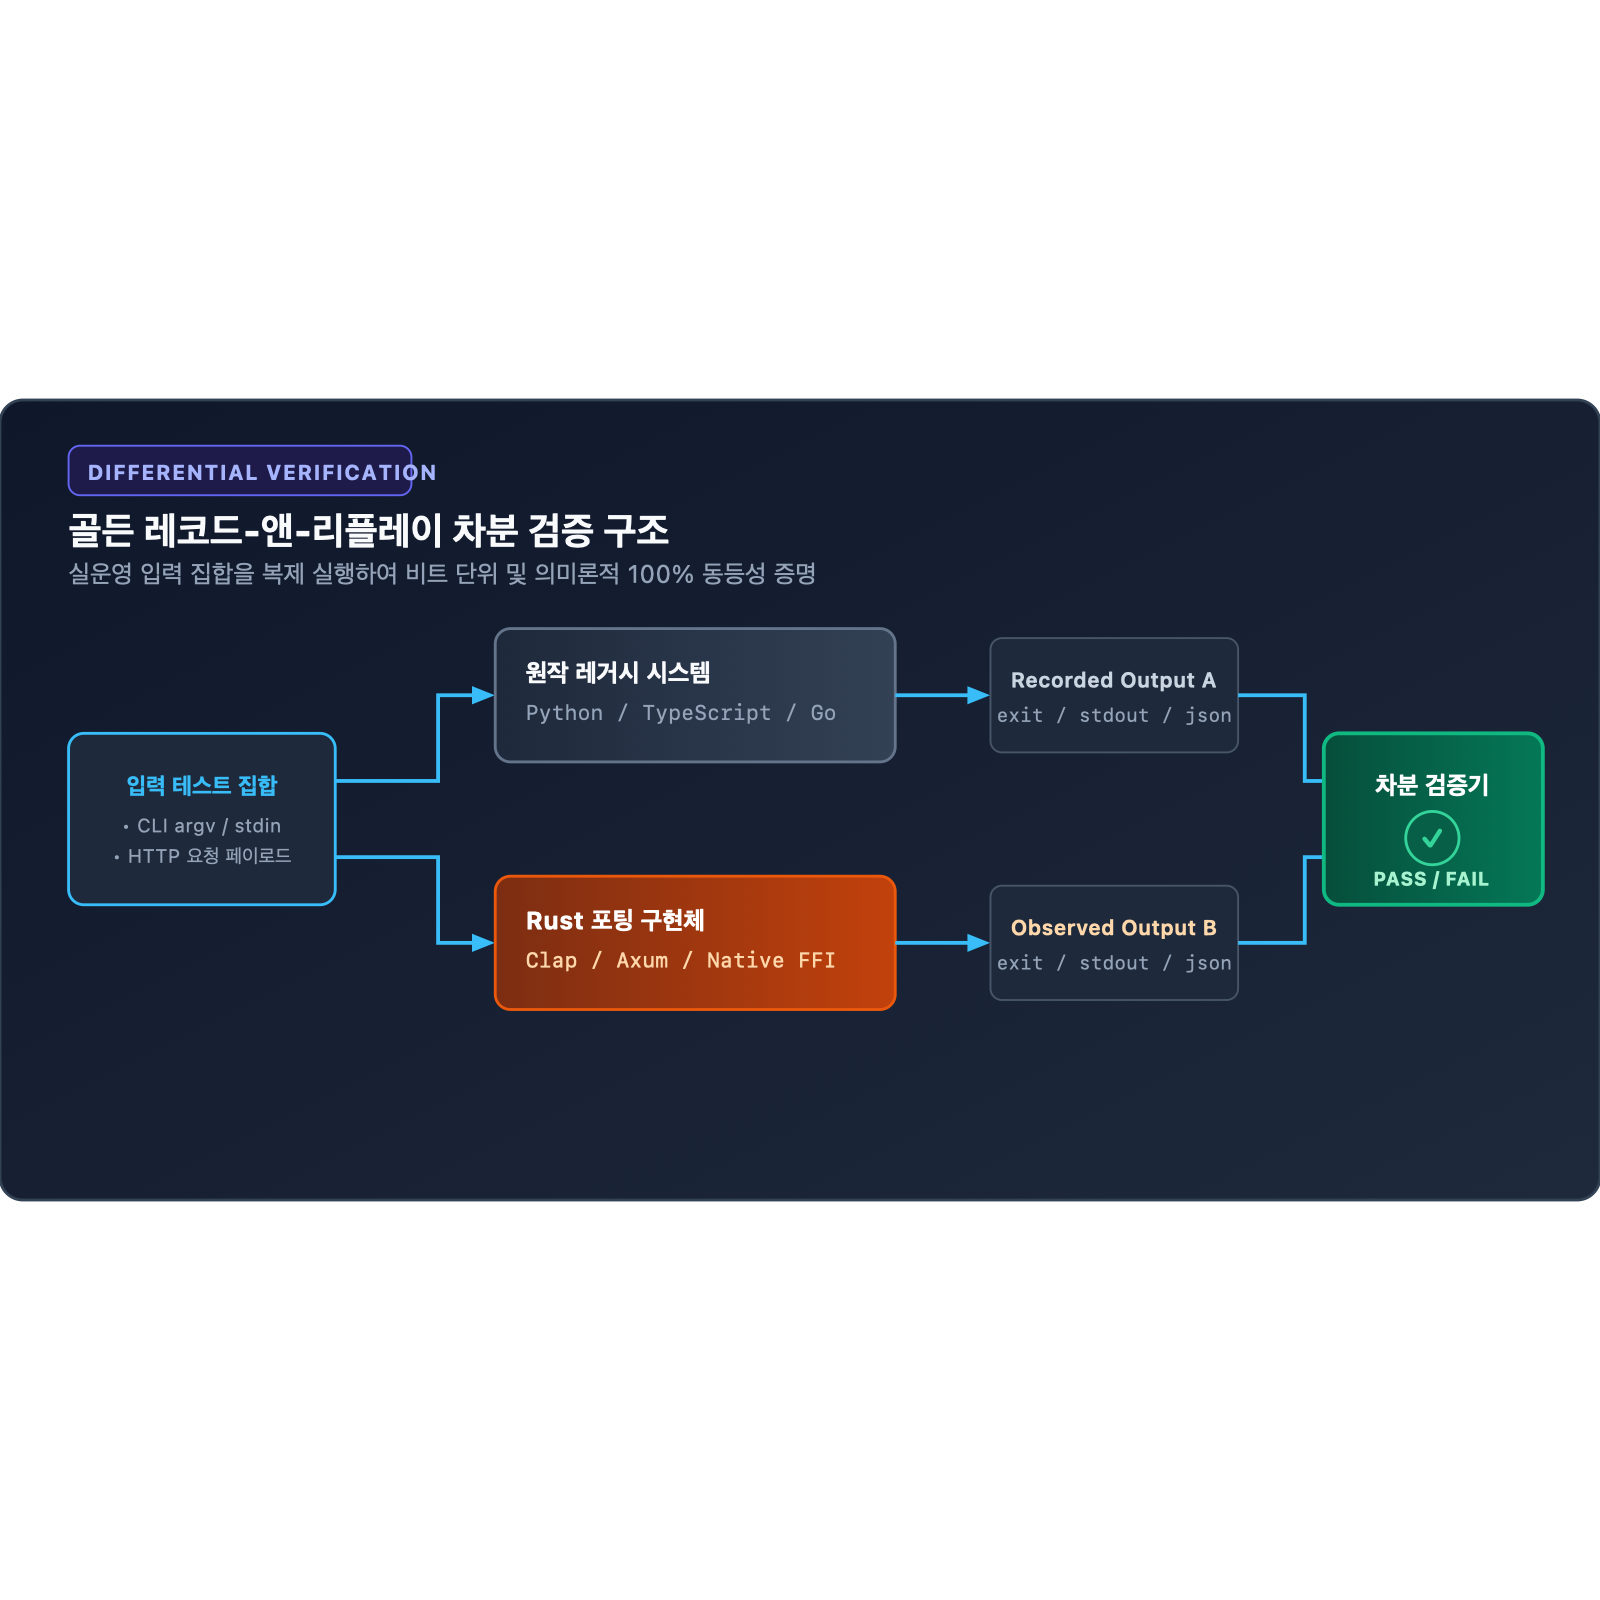 DIFFERENTIAL VERIFICATION
골든 레코드-앤-리플레이 차분 검증 구조
실운영 입력 집합을 복제 실행하여 비트 단위 및 의미론적 100% 동등성 증명
입력 테스트 집합
• CLI argv / stdin
• HTTP 요청 페이로드
원작 레거시 시스템
Python / TypeScript / Go
Rust 포팅 구현체
Clap / Axum / Native FFI
Recorded Output A
exit / stdout / json
Observed Output B
exit / stdout / json
차분 검증기
PASS / FAIL